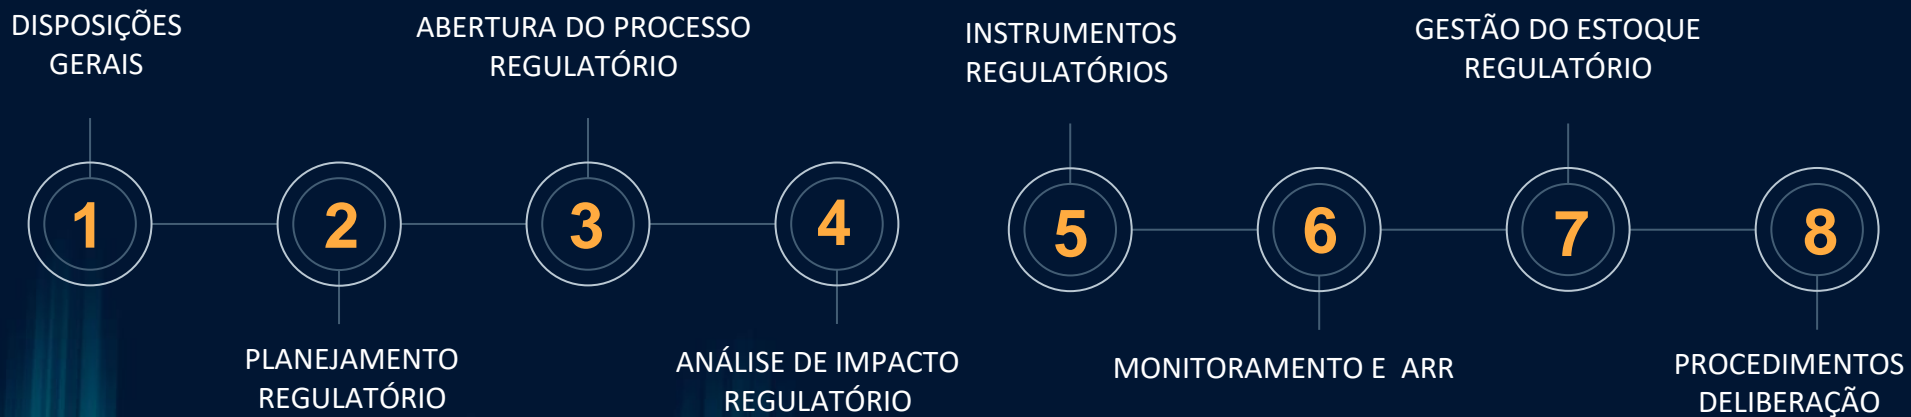 DISPOSIÇÕES
GERAIS
ABERTURA DO PROCESSO
REGULATÓRIO
INSTRUMENTOS
REGULATÓRIOS
GESTÃO DO ESTOQUE
REGULATÓRIO
1
2
3
4
5
6
7
8
PLANEJAMENTO
REGULATÓRIO
ANÁLISE DE IMPACTO
REGULATÓRIO
MONITORAMENTO E ARR
PROCEDIMENTOS
DELIBERAÇÃO